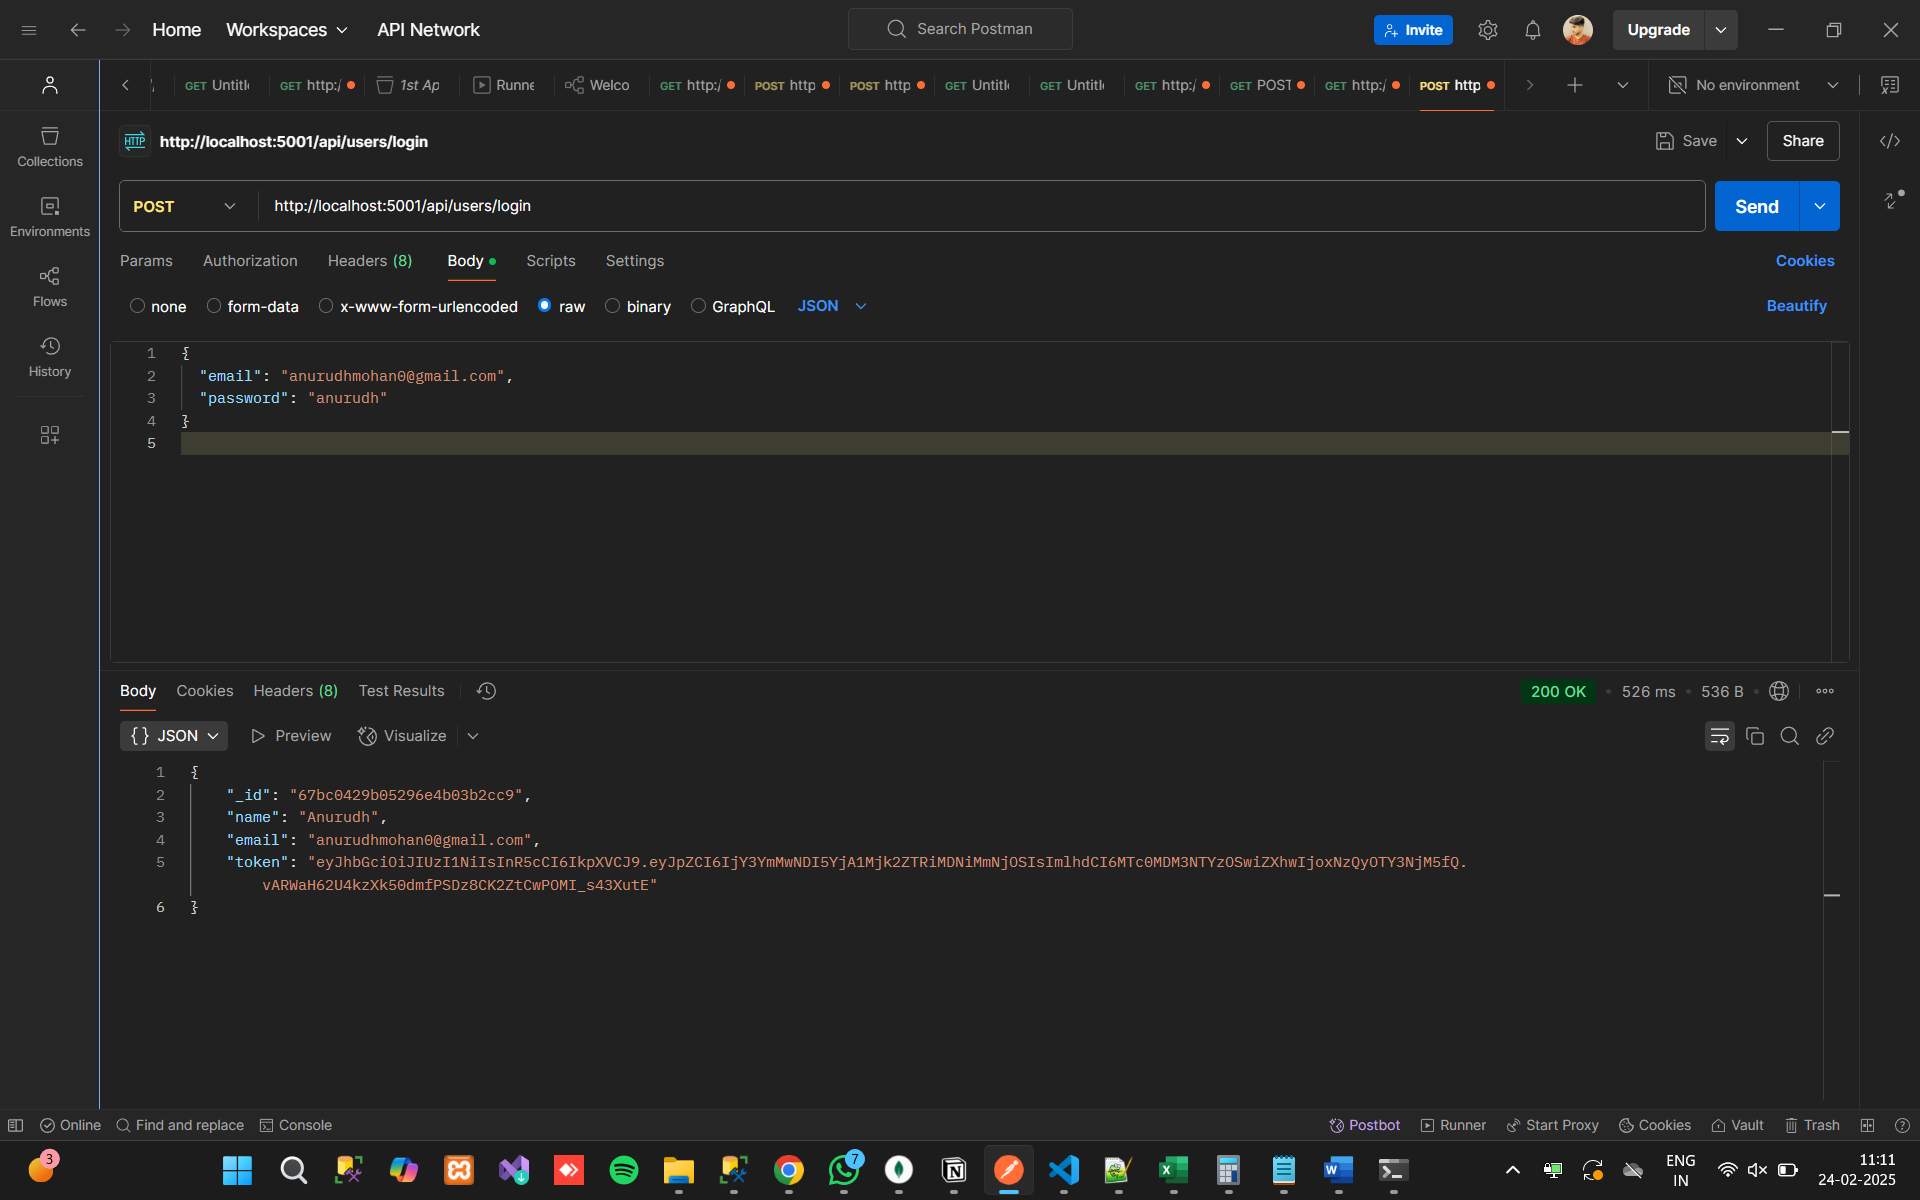 Home Workspaces API Network Search Postman Invite Upgrade
GET Untitl GET http:/ 1st Ap Runne Welco GET http:/ POST http POST http GET Untitl GET Untitl GET http:/ GET POST GET http:/ POST http No environment
HTTP http://localhost:5001/api/users/login Save Share
Collections
POST http://localhost:5001/api/users/login Send
Environments
Params Authorization Headers (8) Body Scripts Settings Cookies
Flows
none form-data x-www-form-urlencoded raw binary GraphQL JSON Beautify
History
1 {
2 "email": "anurudhmohan0@gmail.com",
3 "password": "anurudh"
4 }
5
Body Cookies Headers (8) Test Results 200 OK • 526 ms • 536 B
{} JSON Preview Visualize
1 {
2 "_id": "67bc0429b05296e4b03b2cc9",
3 "name": "Anurudh",
4 "email": "anurudhmohan0@gmail.com",
5 "token": "eyJhbGciOiJIUzI1NiIsInR5cCI6IkpXVCJ9.eyJpZCI6IjY3YmMwNDI5YjA1Mjk2ZTRiMDNiMmNjOSIsImlhdCI6MTc0MDM3NTYzOSwiZXhwIjoxNzQyOTY3NjM5fQ.
vARWaH62U4kzXk50dmfPSDz8CK2ZtCwPOMI_s43XutE"
6 }
Online Find and replace Console Postbot Runner Start Proxy Cookies Vault Trash
3 7 ENG 11:11
IN 24-02-2025